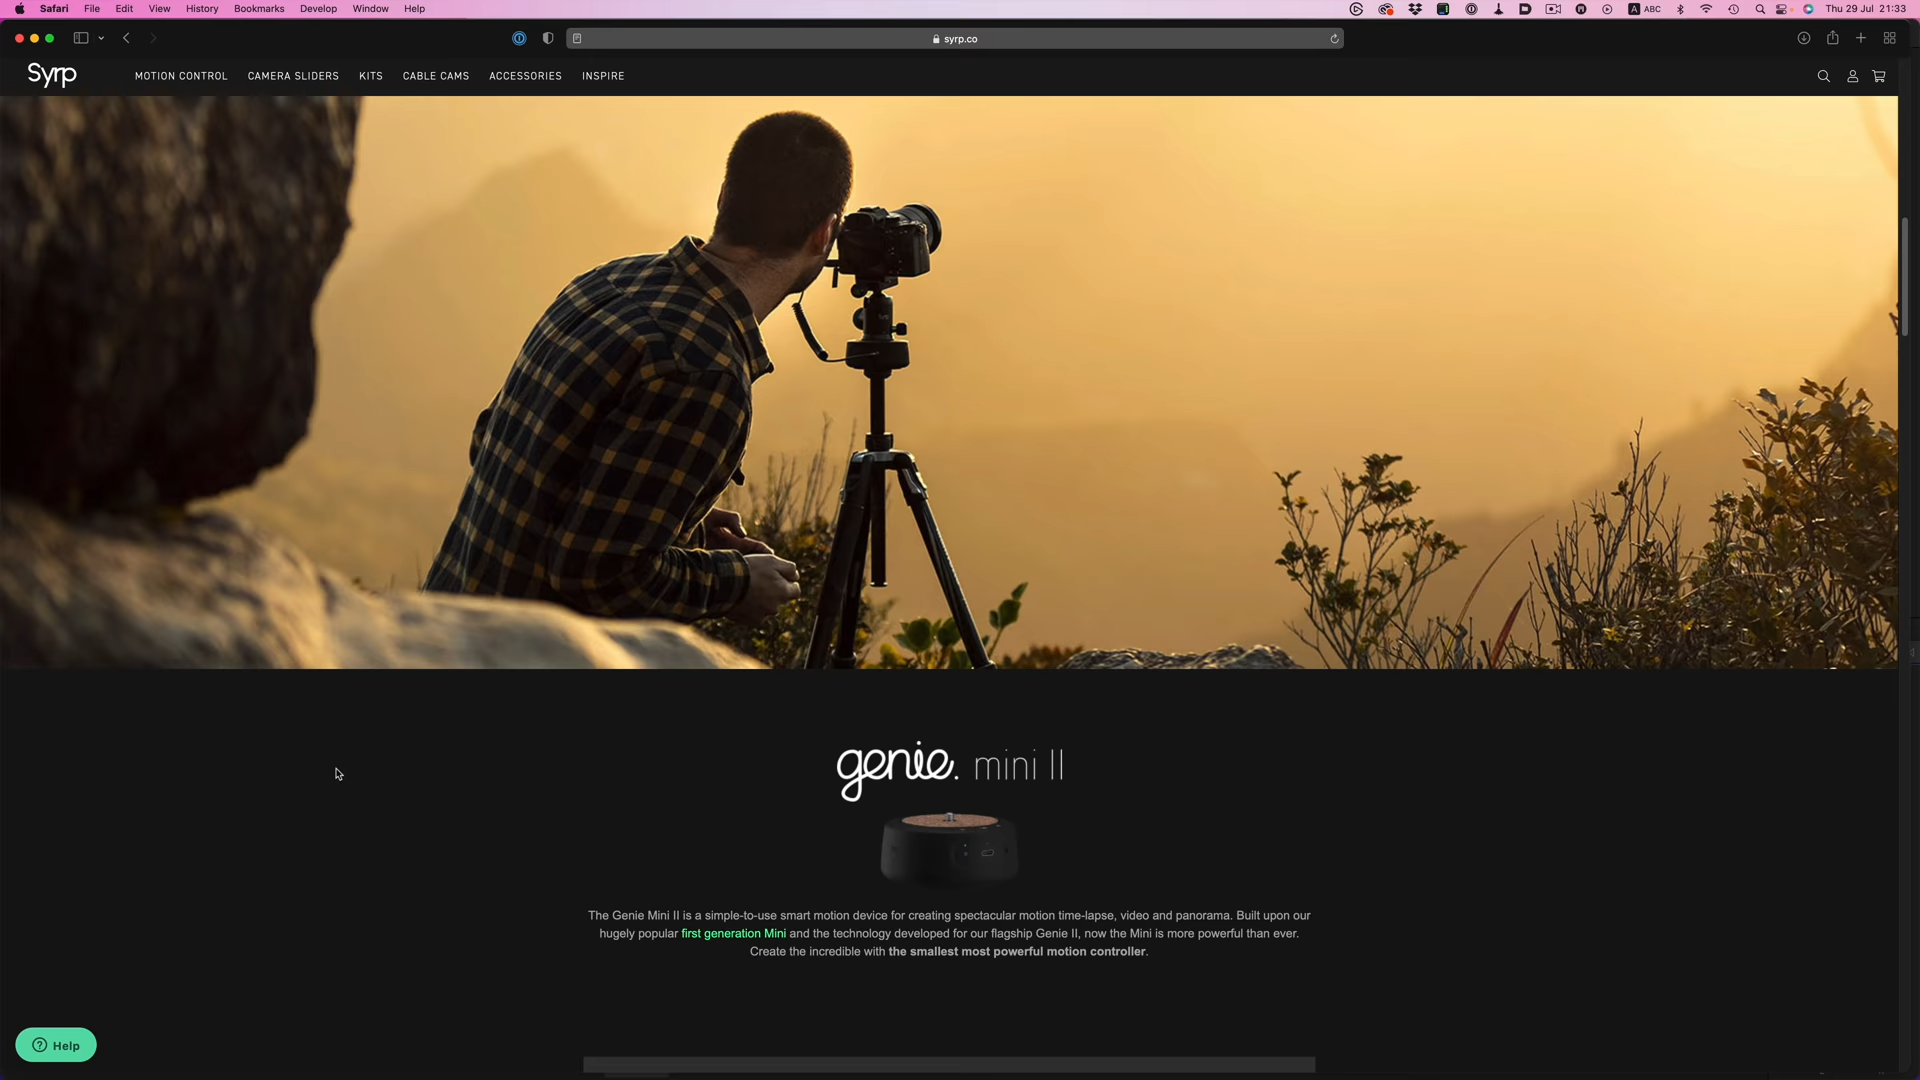 Safari File Edit View History Bookmarks Develop Window Help ABC Thu 29 Jul 21:33
syrp.co
Syrp MOTION CONTROL CAMERA SLIDERS KITS CABLE CAMS ACCESSORIES INSPIRE
genie. mini II
The Genie Mini II is a simple-to-use smart motion device for creating spectacular motion time-lapse, video and panorama. Built upon our
hugely popular first generation Mini and the technology developed for our flagship Genie II, now the Mini is more powerful than ever.
Create the incredible with the smallest most powerful motion controller.
Help